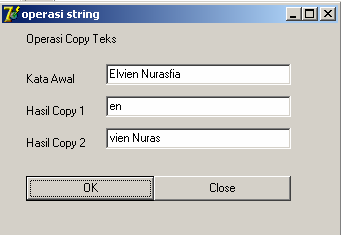 operasi string
Operasi Copy Teks
Kata Awal Elvien Nurasfia
Hasil Copy 1 en
Hasil Copy 2 vien Nuras
OK Close